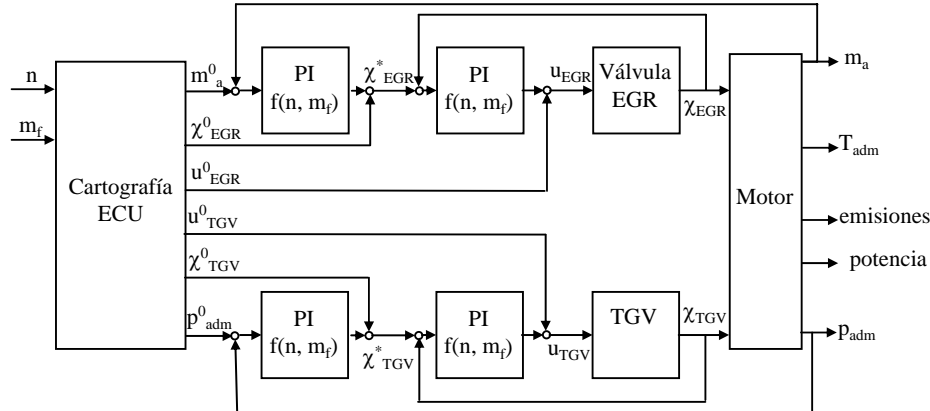 n
m_f
Cartografía
ECU
m^0_a
χ^0_EGR
u^0_EGR
u^0_TGV
χ^0_TGV
p^0_adm
PI
f(n, m_f)
χ^*_EGR
PI
f(n, m_f)
u_EGR
Válvula
EGR
χ_EGR
PI
f(n, m_f)
χ^*_TGV
PI
f(n, m_f)
u_TGV
TGV
χ_TGV
Motor
m_a
T_adm
emisiones
potencia
p_adm